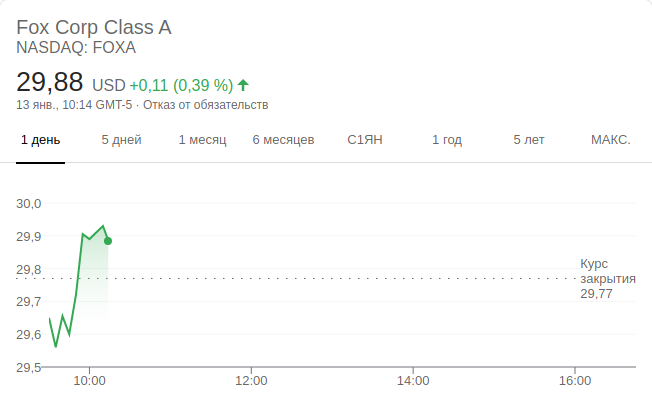 Fox Corp Class A
NASDAQ: FOXA
29,88 USD +0,11 (0,39 %)
13 янв., 10:14 GMT-5 · Отказ от обязательств
1 день 5 дней 1 месяц 6 месяцев С1ЯН 1 год 5 лет МАКС.
30,0
29,9
29,8
29,7
29,6
29,5
Курс
закрытия
29,77
10:00 12:00 14:00 16:00